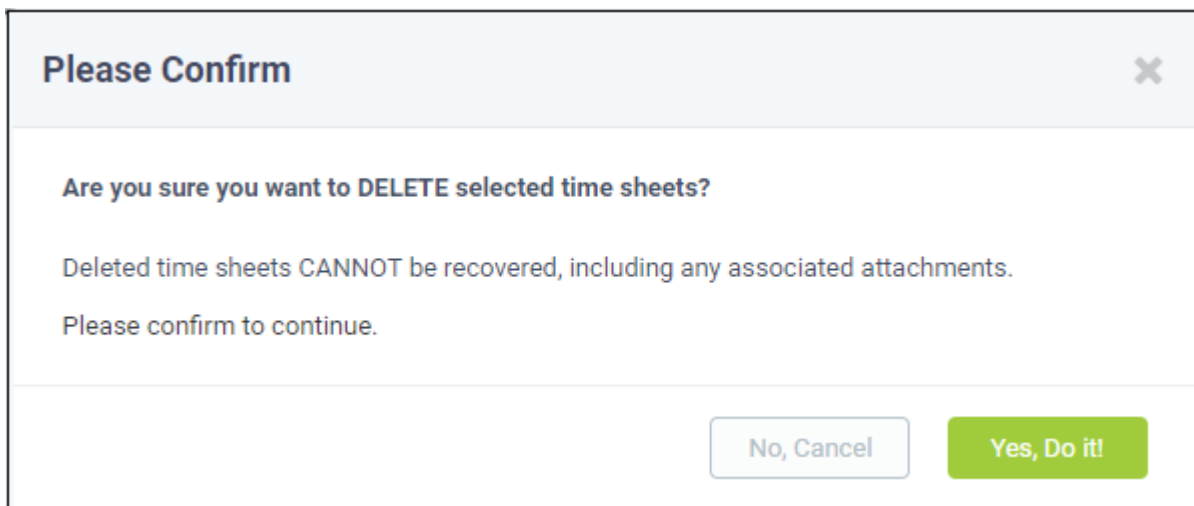 Please Confirm
Are you sure you want to DELETE selected time sheets?
Deleted time sheets CANNOT be recovered, including any associated attachments.
Please confirm to continue.
No, Cancel
Yes, Do it!